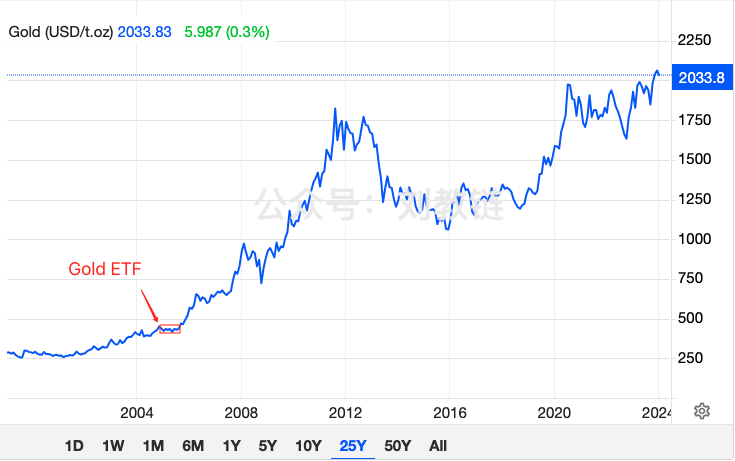 Gold (USD/t.oz) 2033.83 5.987 (0.3%)
2250
2033.8
1750
1500
1250
公众号：刘教链
1000
Gold ETF
750
500
250
2004 2008 2012 2016 2020 2024
1D 1W 1M 6M 1Y 5Y 10Y 25Y 50Y All